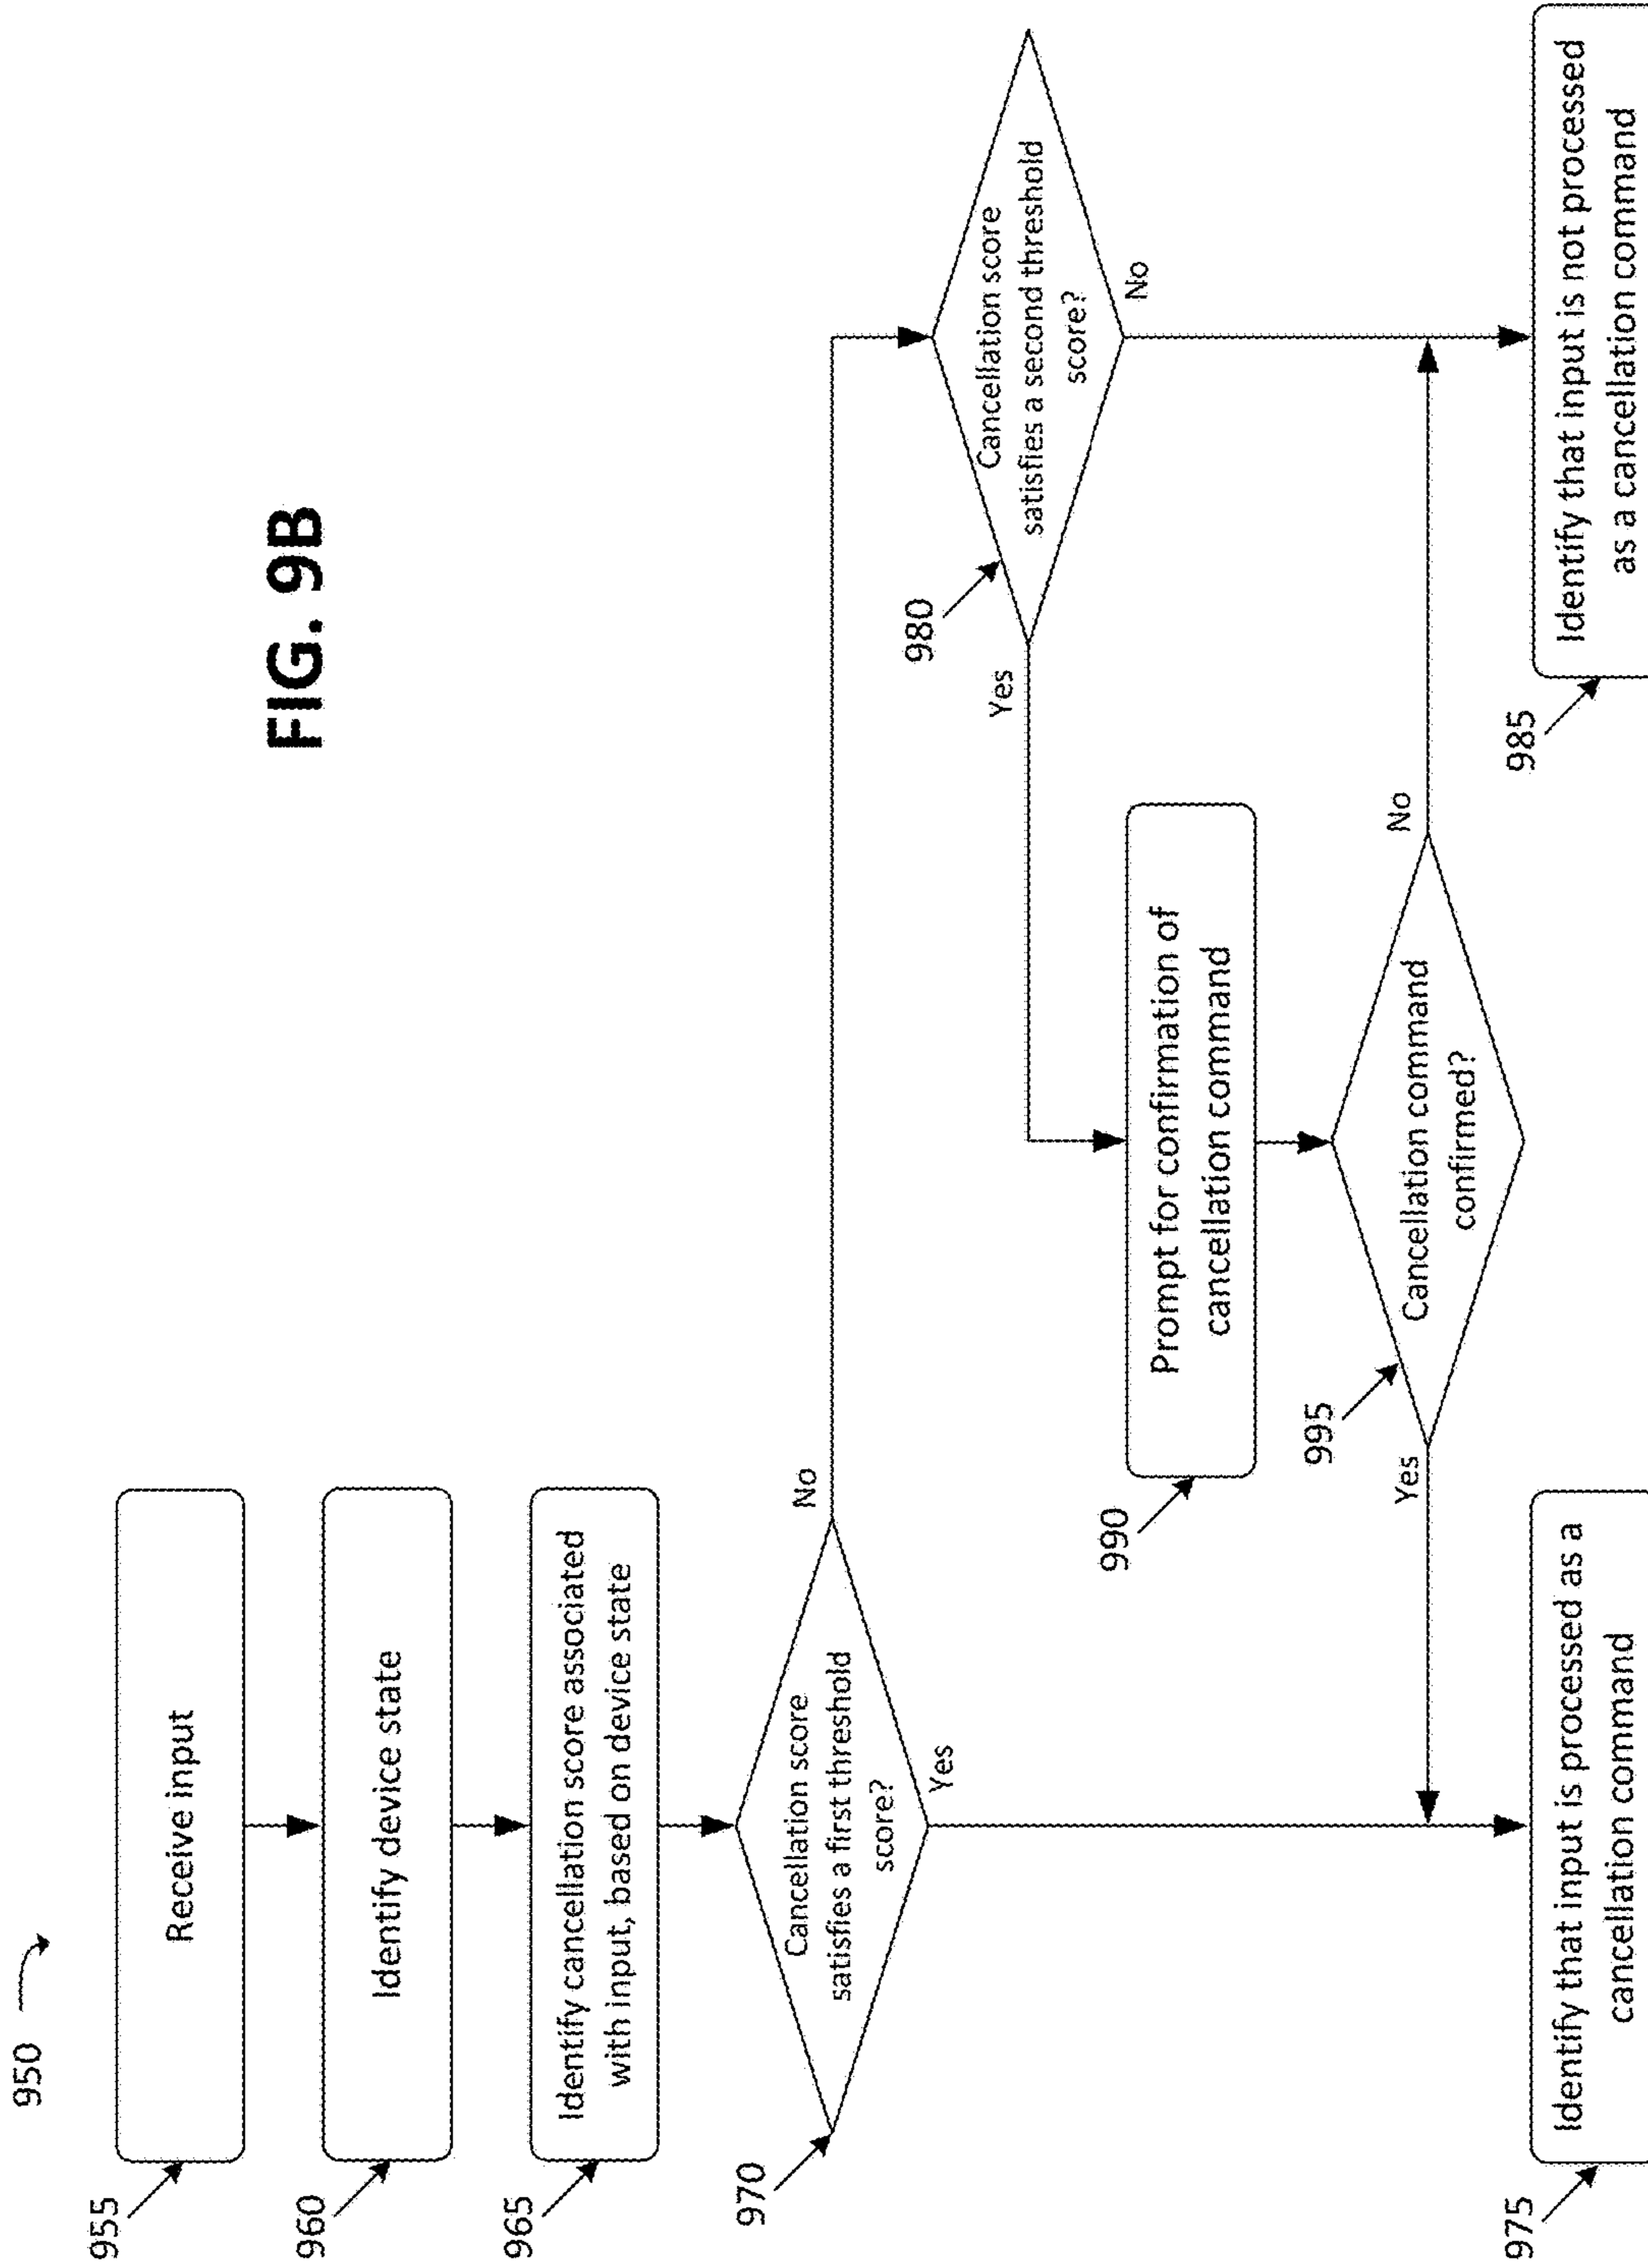 950
FIG. 9B
955
Receive input
960
Identify device state
965
Identify cancellation score associated
with input, based on device state
970
Cancellation score
satisfies a first threshold
score?
No
Yes
980
Cancellation score
satisfies a second threshold
score?
Yes
No
990
Prompt for confirmation of
cancellation command
995
Cancellation command
confirmed?
Yes
No
975
Identify that input is processed as a
cancellation command
985
Identify that input is not processed
as a cancellation command